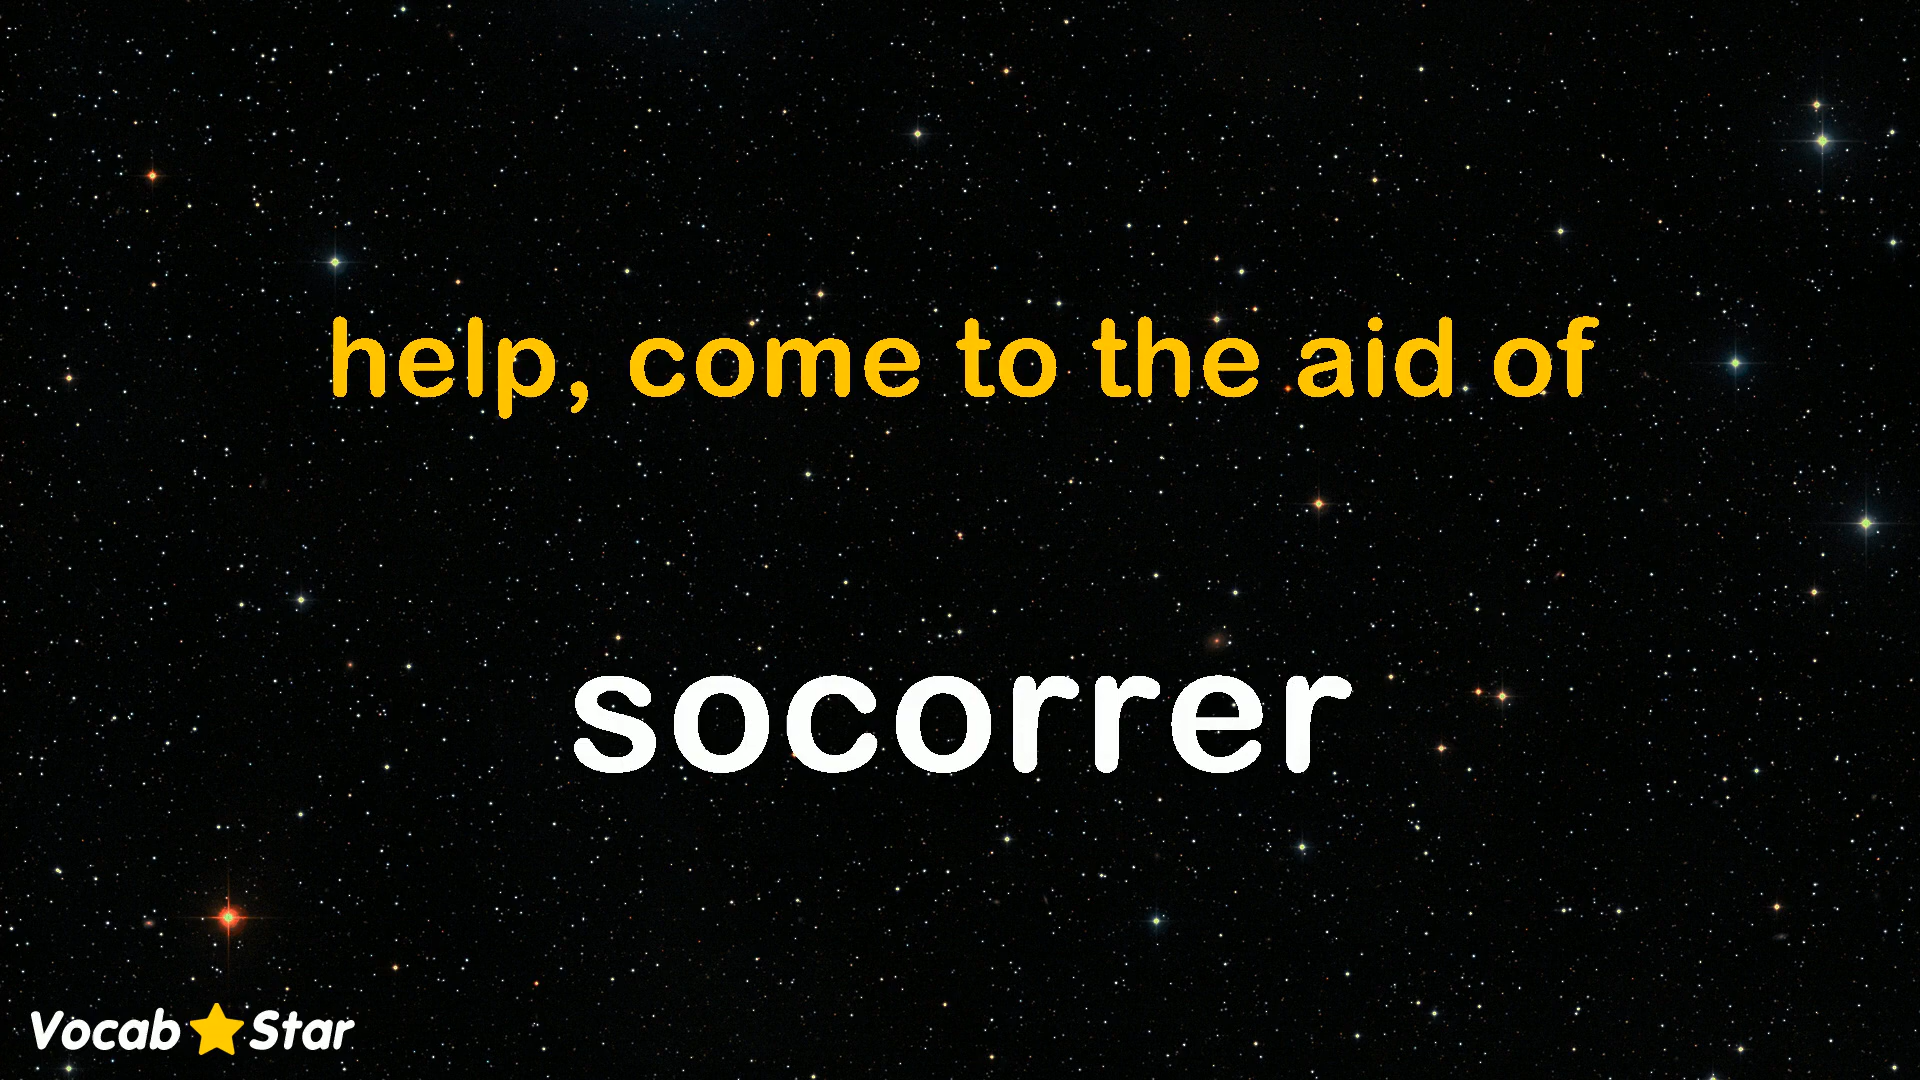 help, come to the aid of
socorrer
Vocab Star